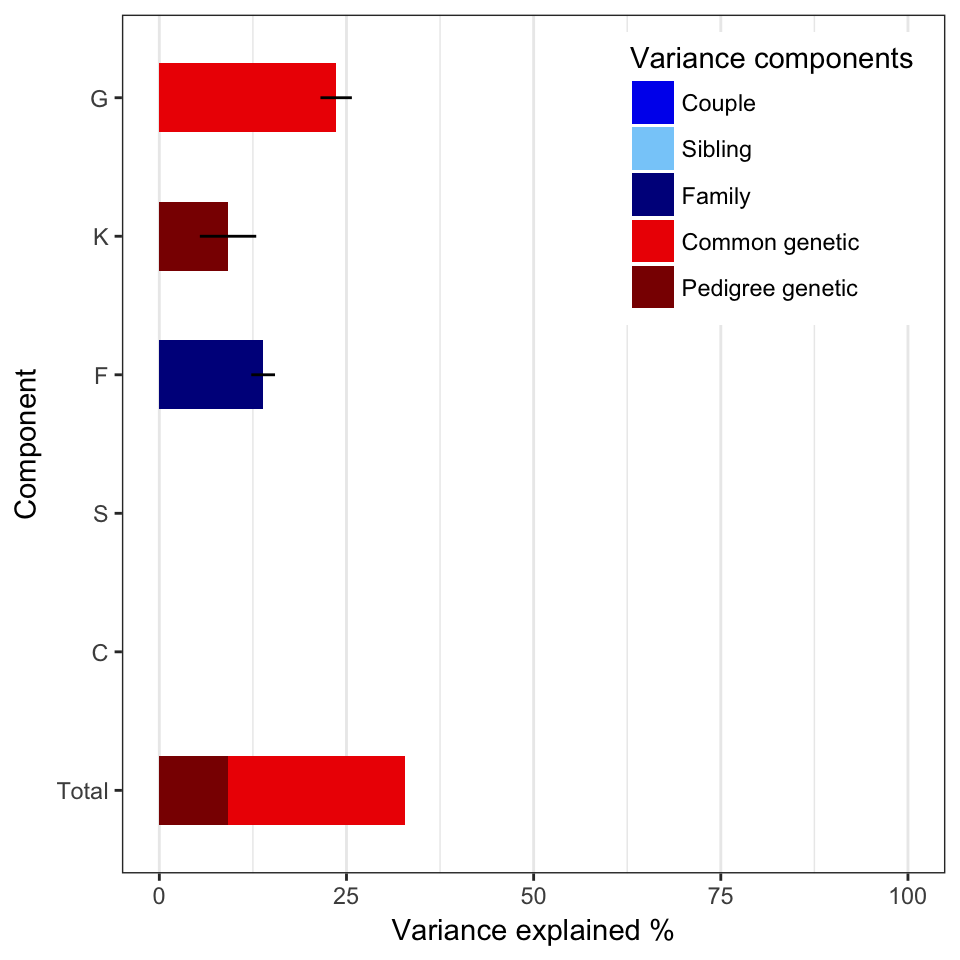 Variance components
Couple
Sibling
Family
Common genetic
Pedigree genetic
G
K
F
S
C
Total
Component
0 25 50 75 100
Variance explained %